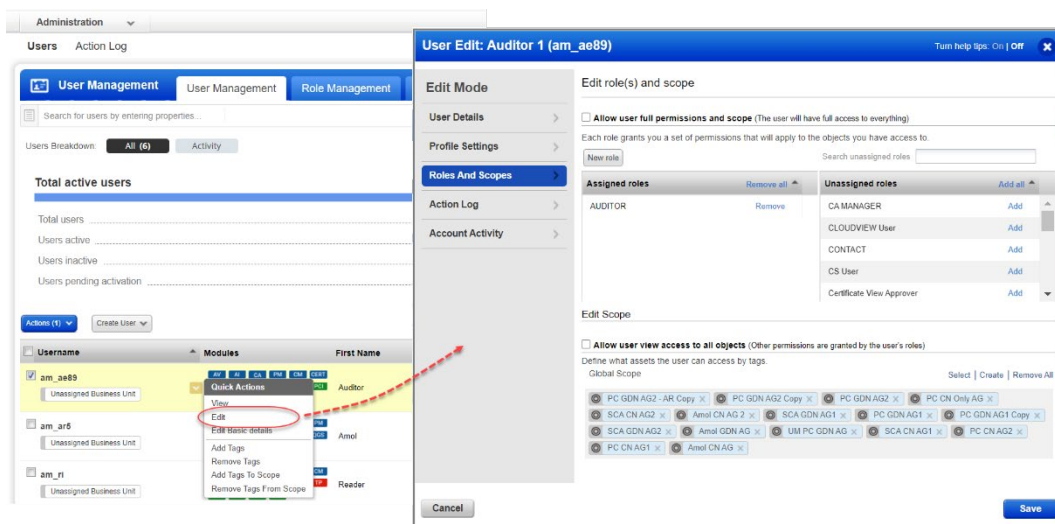 Administration
Users Action Log
User Management User Management Role Management
Search for users by entering properties...
Users Breakdown: All (6) Activity
Total active users
Total users
Users active
Users inactive
Users pending activation
Actions (1) Create User
Username Modules First Name
am_ae89 AV AI CA PM CM CERT
PCI Auditor
Unassigned Business Unit
Quick Actions
View
Edit
Edit Basic details
Add Tags
Remove Tags
Add Tags To Scope
Remove Tags From Scope
am_ar5 PM
Amol
Unassigned Business Unit
am_ri CM
Reader
Unassigned Business Unit
User Edit: Auditor 1 (am_ae89) Turn help tips: On | Off X
Edit Mode
User Details
Profile Settings
Roles And Scopes
Action Log
Account Activity
Edit role(s) and scope
Allow user full permissions and scope (The user will have full access to everything)
Each role grants you a set of permissions that will apply to the objects you have access to.
New role Search unassigned roles
Assigned roles Remove all Unassigned roles Add all
AUDITOR Remove CA MANAGER Add
CLOUDVIEW User Add
CONTACT Add
CS User Add
Certificate View Approver Add
Edit Scope
Allow user view access to all objects (Other permissions are granted by the user's roles)
Define what assets the user can access by tags.
Global Scope Select | Create | Remove All
PC GDN AG2 - AR Copy x PC GDN AG2 Copy x PC GDN AG2 x PC CN Only AG x
SCA CN AG2 x Amol CN AG 2 x SCA GDN AG1 x PC GDN AG1 x PC GDN AG1 Copy x
SCA GDN AG2 x Amol GDN AG x UM PC GDN AG x SCA CN AG1 x PC CN AG2 x
PC CN AG1 x Amol CN AG x
Cancel Save